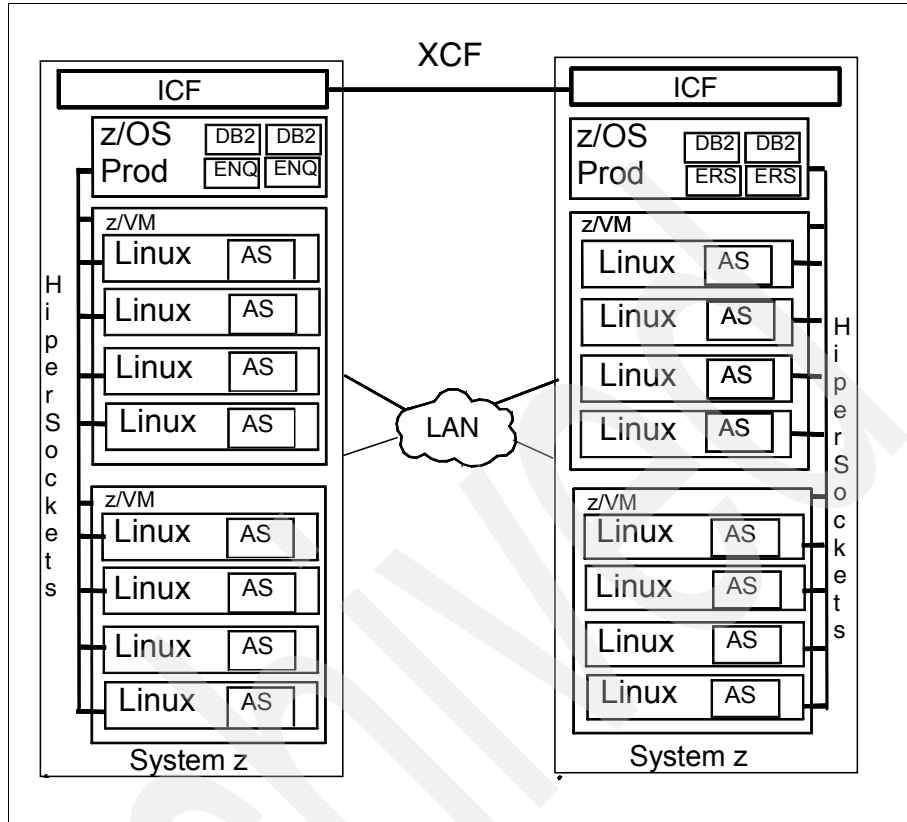 XCF
ICF
z/OS
Prod
DB2 DB2
ENQ ENQ
z/VM
Linux AS
Linux AS
Linux AS
Linux AS
z/VM
Linux AS
Linux AS
Linux AS
Linux AS
HiperSockets
System z
LAN
ICF
z/OS
Prod
DB2 DB2
ERS ERS
z/VM
Linux AS
Linux AS
Linux AS
Linux AS
z/VM
Linux AS
Linux AS
Linux AS
Linux AS
HiperSockets
System z